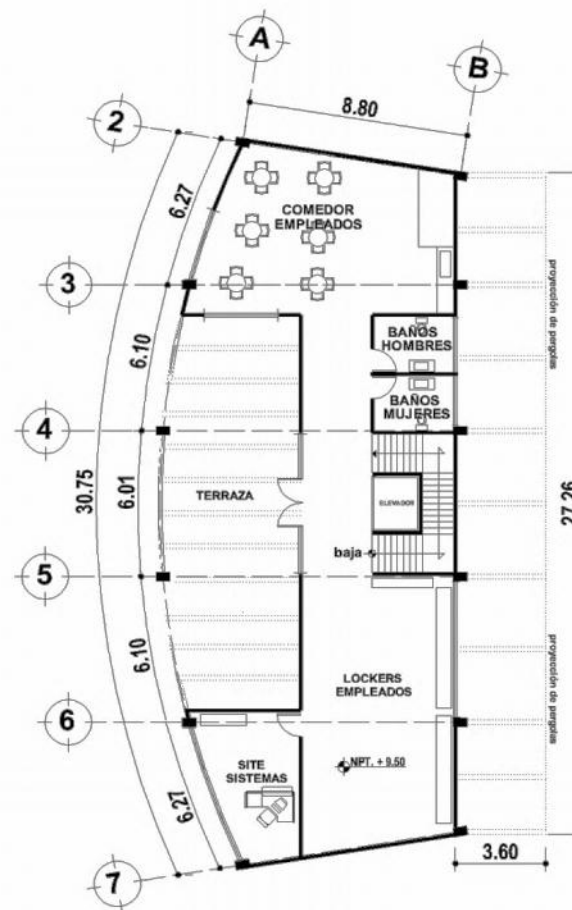 A
B
2
8.80
6.27
COMEDOR
EMPLEADOS
proyección de pergolas
3
BAÑOS
HOMBRES
6.10
BAÑOS
MUJERES
4
30.75
6.01
TERRAZA
ELEVADOR
27.26
baja
5
6.10
LOCKERS
EMPLEADOS
proyección de pergolas
6
SITE
SISTEMAS
NPT. + 9.50
6.27
3.60
7